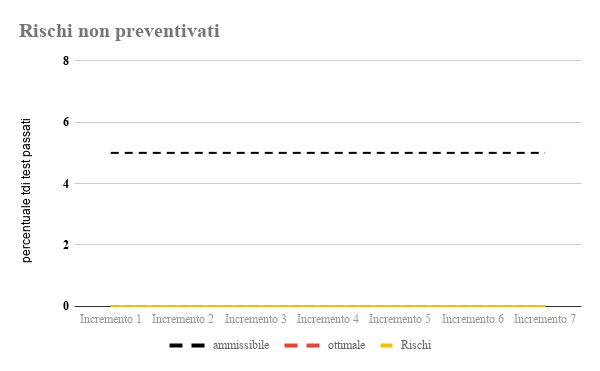 Rischi non preventivati
percentuale tdi test passati
8
6
4
2
0
Incremento 1 Incremento 2 Incremento 3 Incremento 4 Incremento 5 Incremento 6 Incremento 7
ammissibile ottimale Rischi